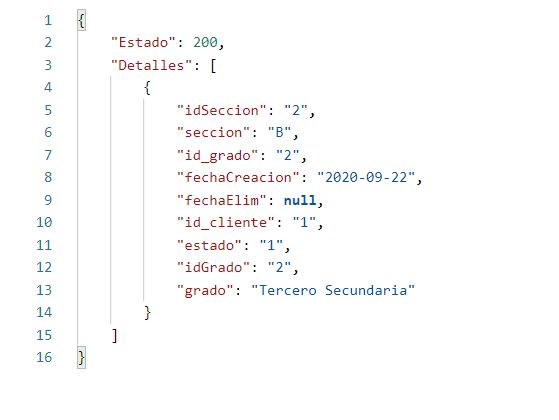 1 {
2 "Estado": 200,
3 "Detalles": [
4 {
5 "idSeccion": "2",
6 "seccion": "B",
7 "id_grado": "2",
8 "fechaCreacion": "2020-09-22",
9 "fechaElim": null,
10 "id_cliente": "1",
11 "estado": "1",
12 "idGrado": "2",
13 "grado": "Tercero Secundaria"
14 }
15 ]
16 }